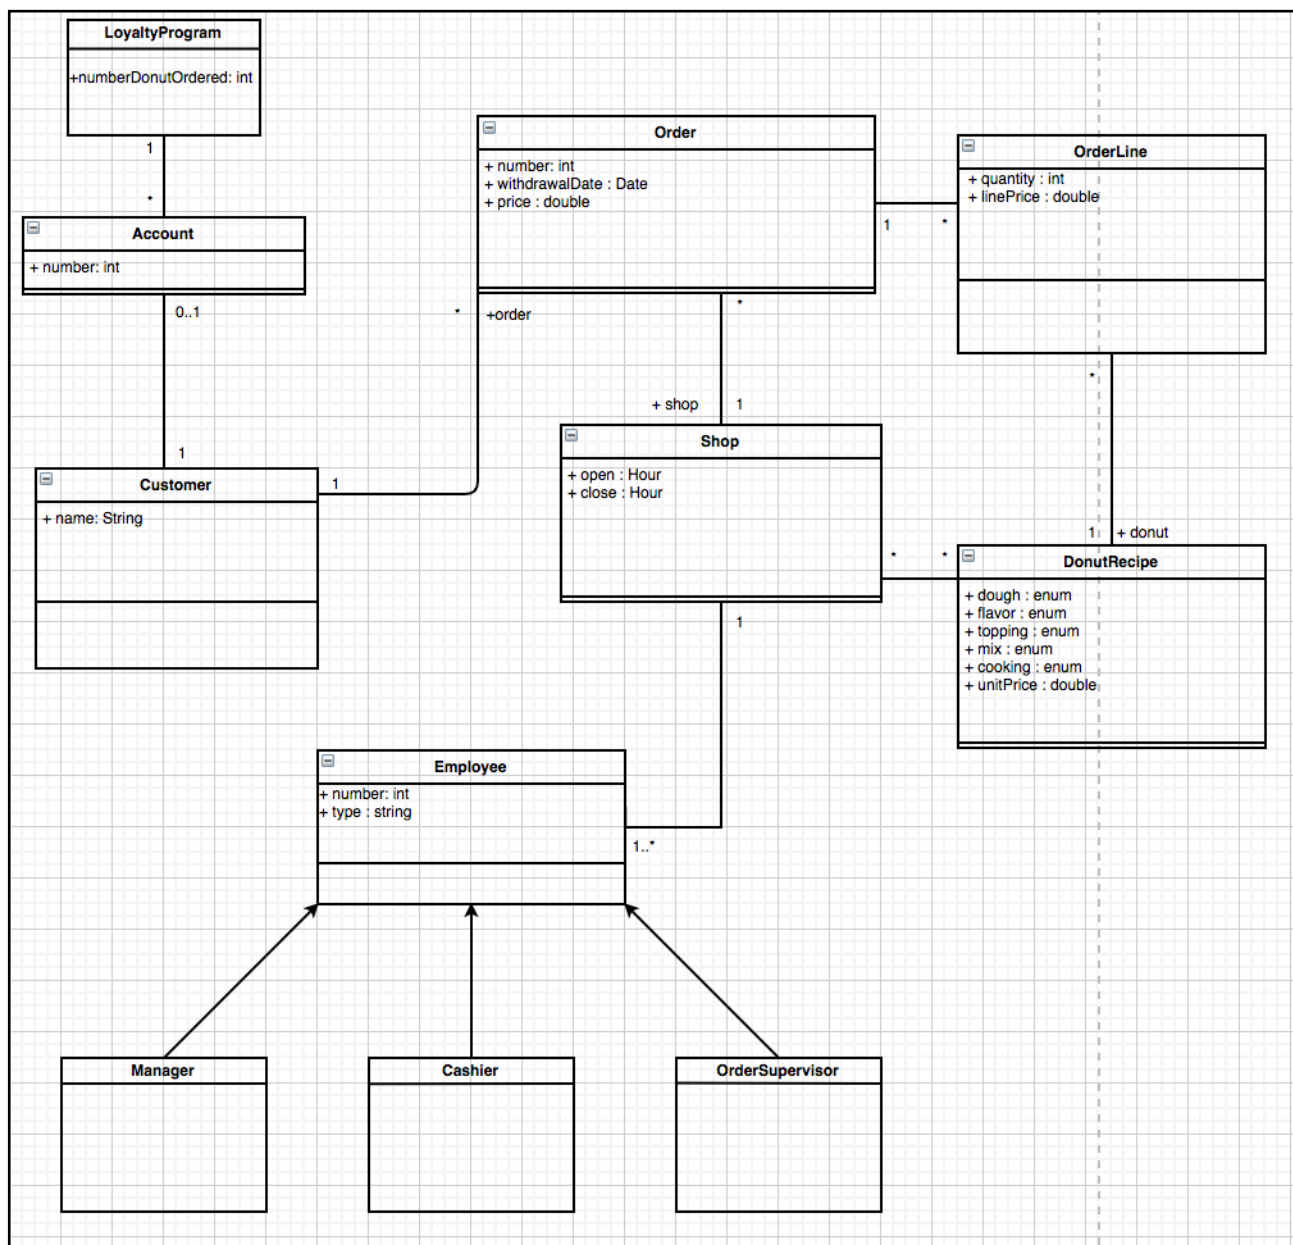 LoyaltyProgram
+numberDonutOrdered: int
1
*
Account
+ number: int
0..1
1
Customer
+ name: String
1
*
+order
Order
+ number: int
+ withdrawalDate : Date
+ price : double
1
*
OrderLine
+ quantity : int
+ linePrice : double
*
+ shop
1
Shop
+ open : Hour
+ close : Hour
*
1
+ donut
*
*
DonutRecipe
+ dough : enum
+ flavor : enum
+ topping : enum
+ mix : enum
+ cooking : enum
+ unitPrice : double
1
1..*
Employee
+ number: int
+ type : string
Manager
Cashier
OrderSupervisor